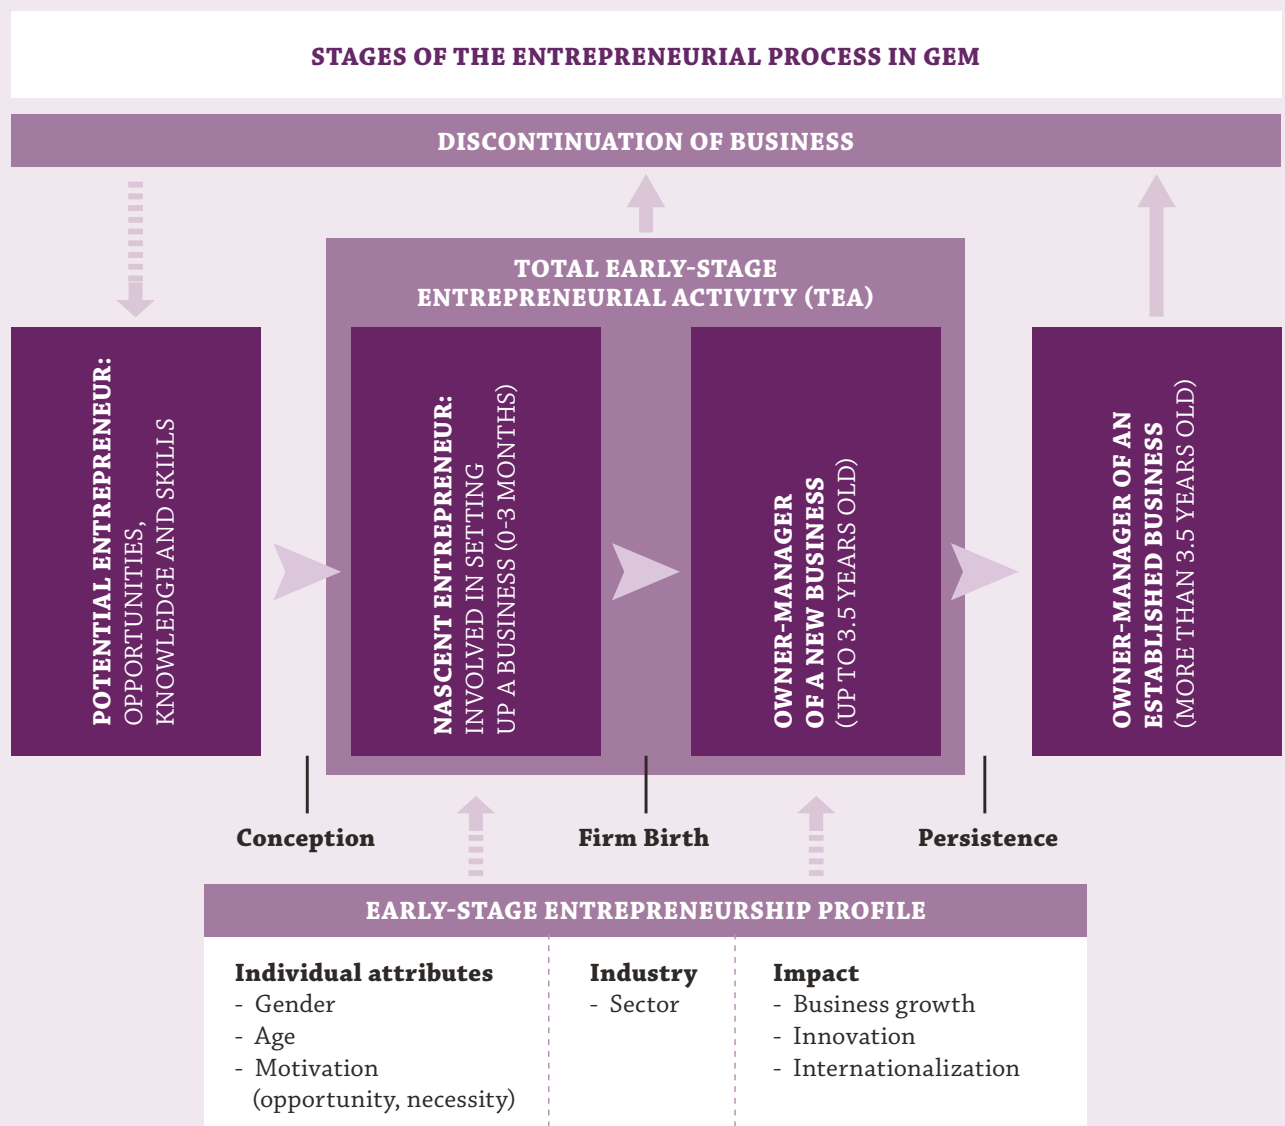 STAGES OF THE ENTREPRENEURIAL PROCESS IN GEM
DISCONTINUATION OF BUSINESS
TOTAL EARLY-STAGE
ENTREPRENEURIAL ACTIVITY (TEA)
POTENTIAL ENTREPRENEUR:
OPPORTUNITIES,
KNOWLEDGE AND SKILLS
NASCENT ENTREPRENEUR:
INVOLVED IN SETTING
UP A BUSINESS (0-3 MONTHS)
OWNER-MANAGER
OF A NEW BUSINESS
(UP TO 3.5 YEARS OLD)
OWNER-MANAGER OF AN
ESTABLISHED BUSINESS
(MORE THAN 3.5 YEARS OLD)
Conception
Firm Birth
Persistence
EARLY-STAGE ENTREPRENEURSHIP PROFILE
Individual attributes
- Gender
- Age
- Motivation
(opportunity, necessity)
Industry
- Sector
Impact
- Business growth
- Innovation
- Internationalization